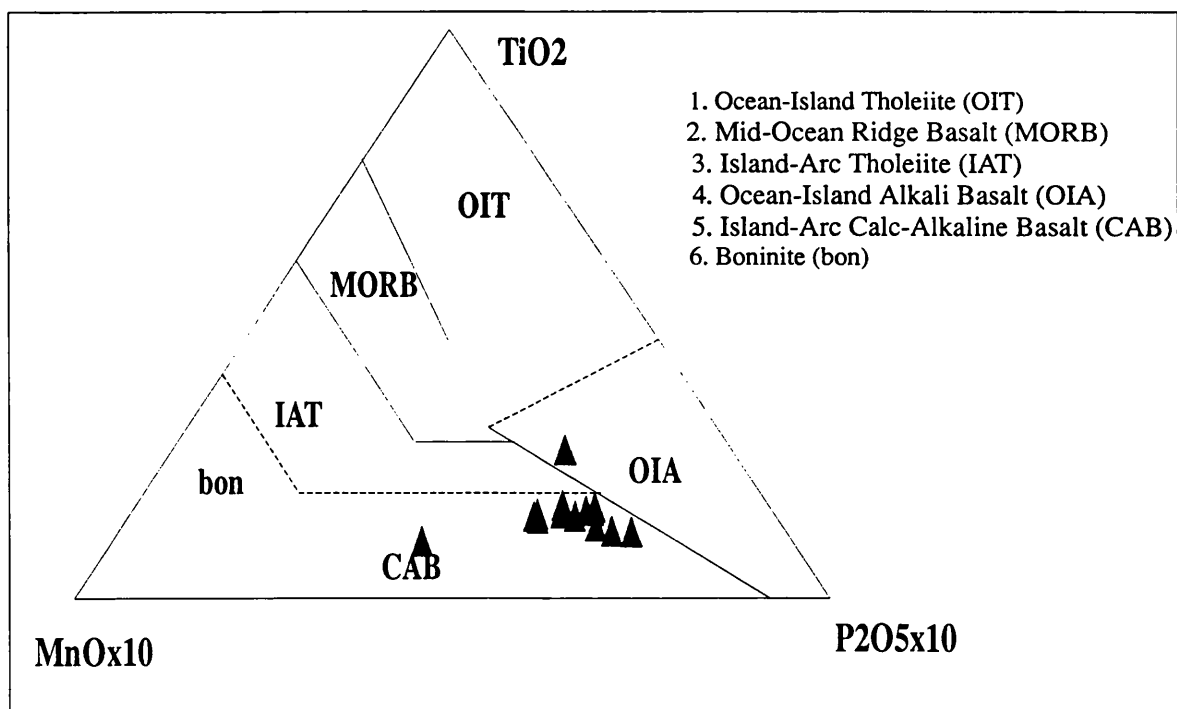 TiO2
1. Ocean-Island Tholeiite (OIT)
2. Mid-Ocean Ridge Basalt (MORB)
3. Island-Arc Tholeiite (IAT)
4. Ocean-Island Alkali Basalt (OIA)
5. Island-Arc Calc-Alkaline Basalt (CAB)
6. Boninite (bon)
OIT
MORB
IAT
OIA
bon
CAB
MnOx10
P2O5x10